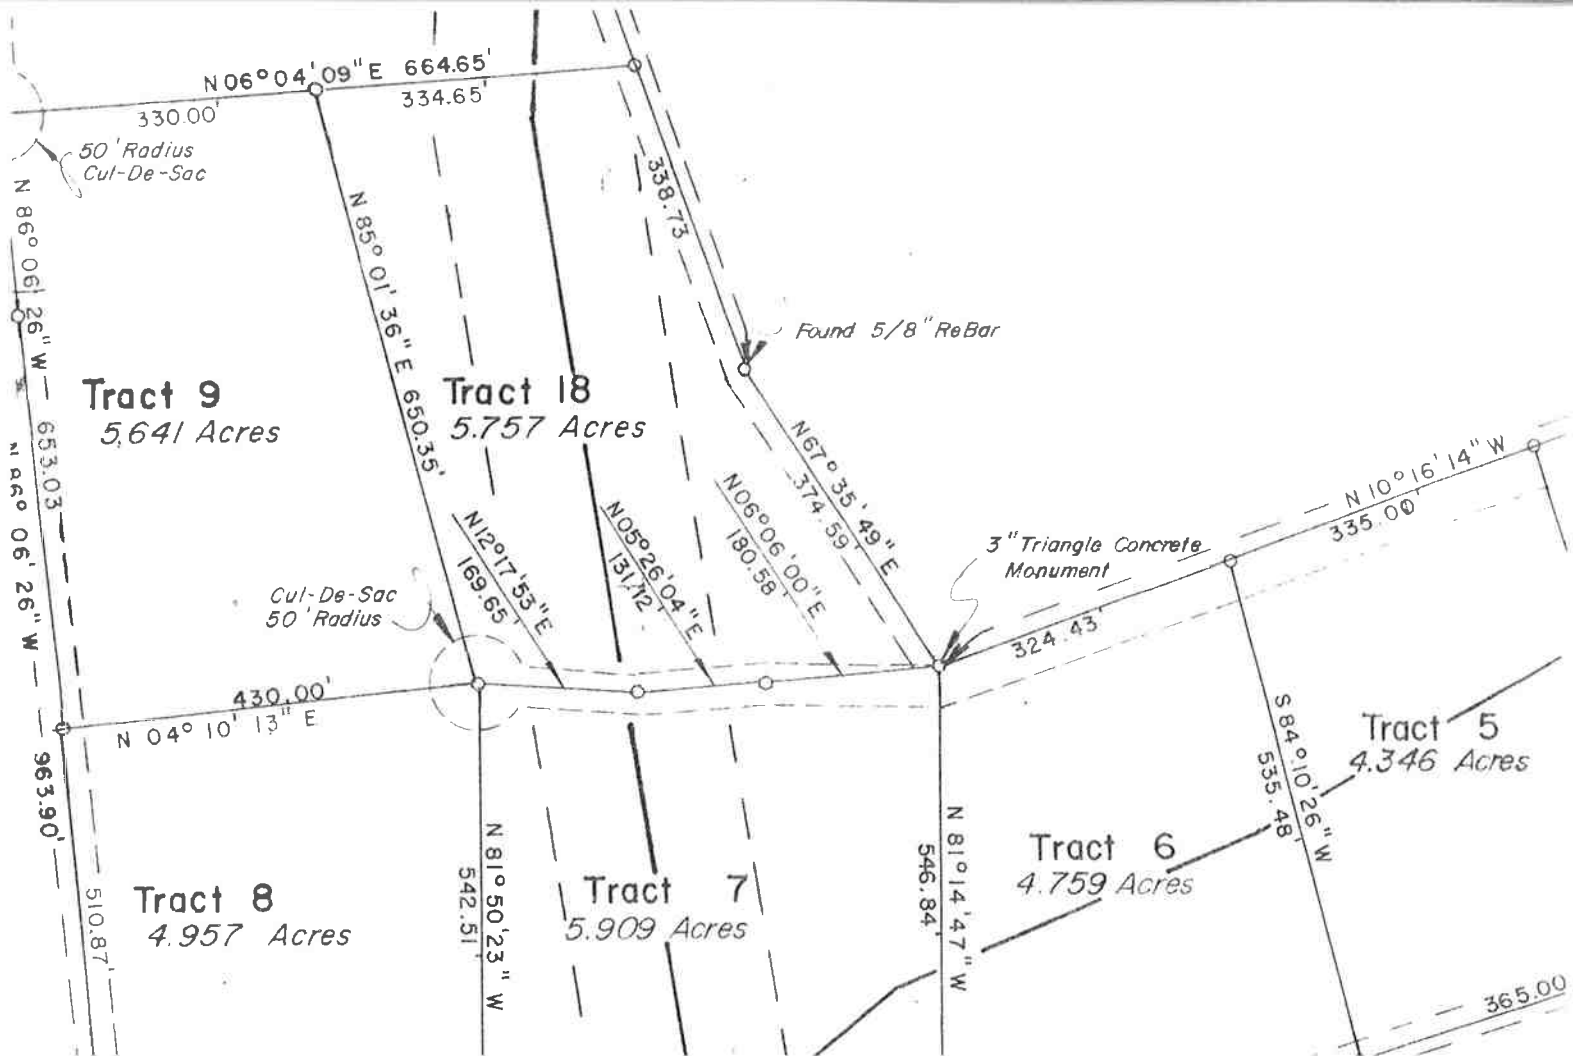 N 06° 04' 09" E 664.65'
330.00'
334.65'
50' Radius
Cul-De-Sac
N 86° 06' 26" W 653.03
N 85° 01' 36" E 650.35'
338.73
Found 5/8" ReBar
Tract 9
5.641 Acres
Tract 18
5.757 Acres
N 86° 06' 26" W
963.90'
N67° 35' 49" E
374.59'
N 10° 16' 14" W
335.00'
N12°17'53"E
169.65'
N05°26'04"E
131.12'
N06°06'00"E
180.58'
3" Triangle Concrete
Monument
Cul-De-Sac
50' Radius
324.43'
430.00'
N 04° 10' 13" E
S 84° 10' 26" W
535.48'
Tract 5
4.346 Acres
N 81° 50' 23" W
542.51'
N 81° 14' 47" W
546.84'
Tract 6
4.759 Acres
Tract 8
4.957 Acres
510.87'
Tract 7
5.909 Acres
365.00